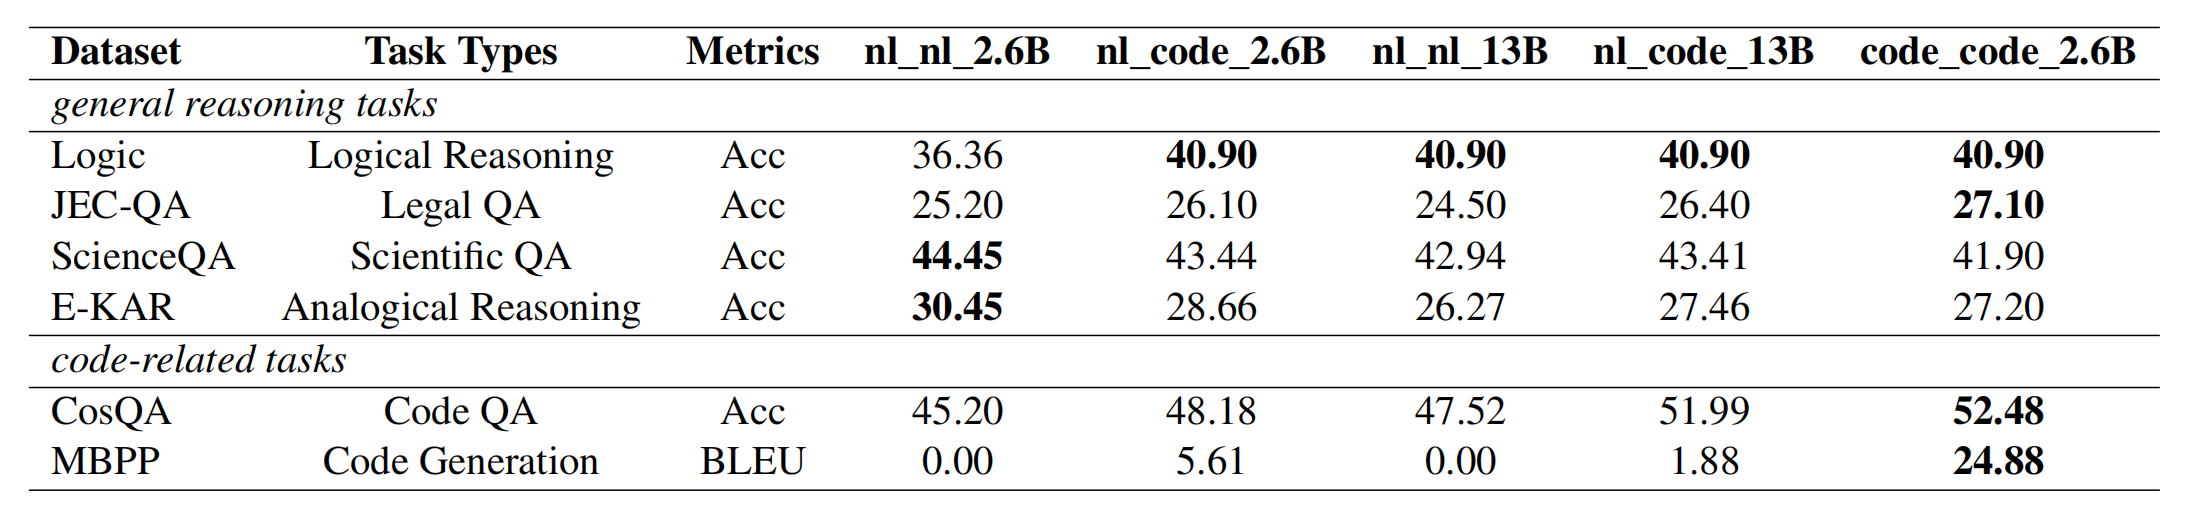 Dataset Task Types Metrics nl_nl_2.6B nl_code_2.6B nl_nl_13B nl_code_13B code_code_2.6B
general reasoning tasks
Logic Logical Reasoning Acc 36.36 40.90 40.90 40.90 40.90
JEC-QA Legal QA Acc 25.20 26.10 24.50 26.40 27.10
ScienceQA Scientific QA Acc 44.45 43.44 42.94 43.41 41.90
E-KAR Analogical Reasoning Acc 30.45 28.66 26.27 27.46 27.20
code-related tasks
CosQA Code QA Acc 45.20 48.18 47.52 51.99 52.48
MBPP Code Generation BLEU 0.00 5.61 0.00 1.88 24.88